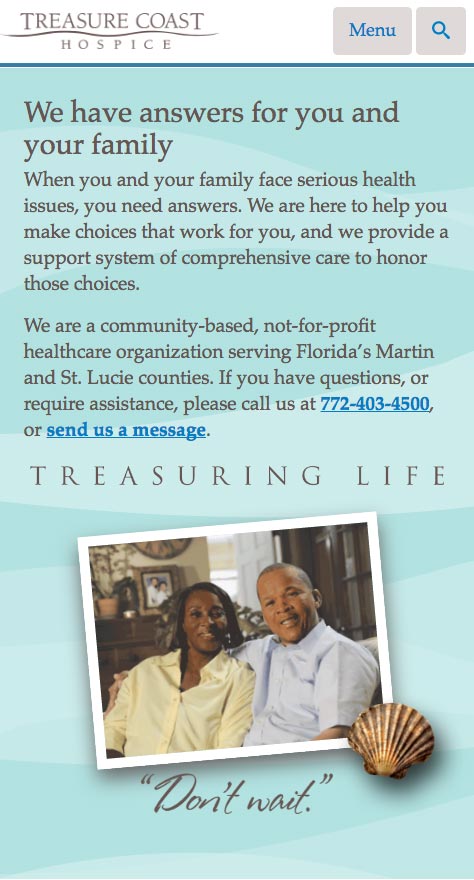 TREASURE COAST
HOSPICE
Menu
We have answers for you and
your family
When you and your family face serious health
issues, you need answers. We are here to help you
make choices that work for you, and we provide a
support system of comprehensive care to honor
those choices.
We are a community-based, not-for-profit
healthcare organization serving Florida’s Martin
and St. Lucie counties. If you have questions, or
require assistance, please call us at 772-403-4500,
or send us a message.
TREASURING LIFE
“Don’t wait.”